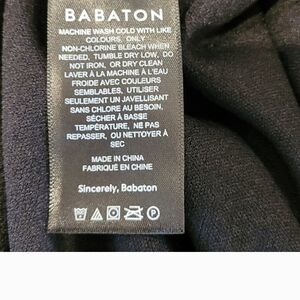 BABATON
MACHINE WASH COLD WITH LIKE
COLOURS, ONLY
NON-CHLORINE BLEACH WHEN
NEEDED, TUMBLE DRY LOW, DO
NOT IRON, OR DRY CLEAN
LAVER À LA MACHINE À L'EAU
FROIDE AVEC COULEURS
SEMBLABLES, UTILISER
SEULEMENT UN JAVELLISANT
SANS CHLORE AU BESOIN,
SÉCHER À BASSE
TEMPÉRATURE, NE PAS
REPASSER, OU NETTOYER À
SEC
MADE IN CHINA
FABRIQUÉ EN CHINE
Sincerely, Babaton